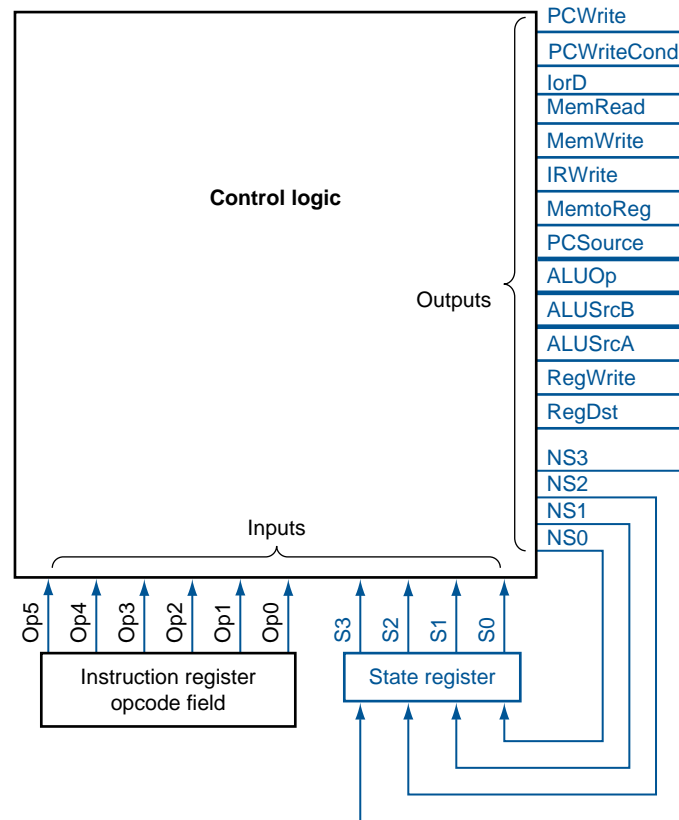 PCWrite
PCWriteCond
IorD
MemRead
MemWrite
IRWrite
Control logic
MemtoReg
PCSource
ALUOp
Outputs
ALUSrcB
ALUSrcA
RegWrite
RegDst
NS3
NS2
NS1
Inputs
NS0
Op5
Op4
Op3
Op2
Op1
Op0
S3
S2
S1
S0
Instruction register
opcode field
State register